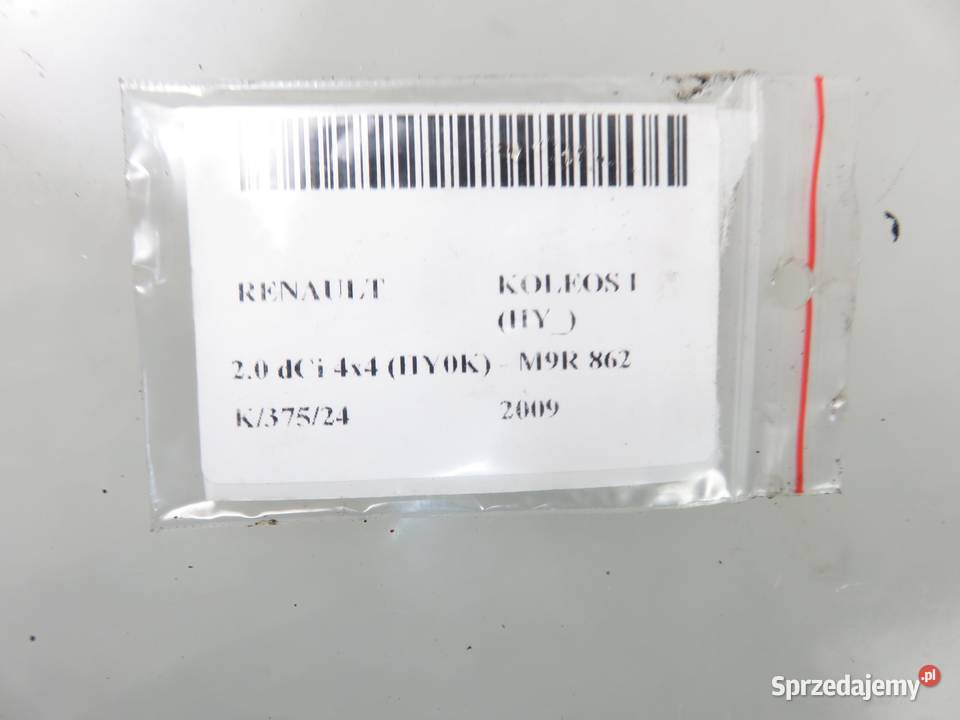 RENAULT KOLEOS I
(HY_)
2.0 dCi 4x4 (HY0K) - M9R 862
K/375/24 2009
Sprzedajemy.pl